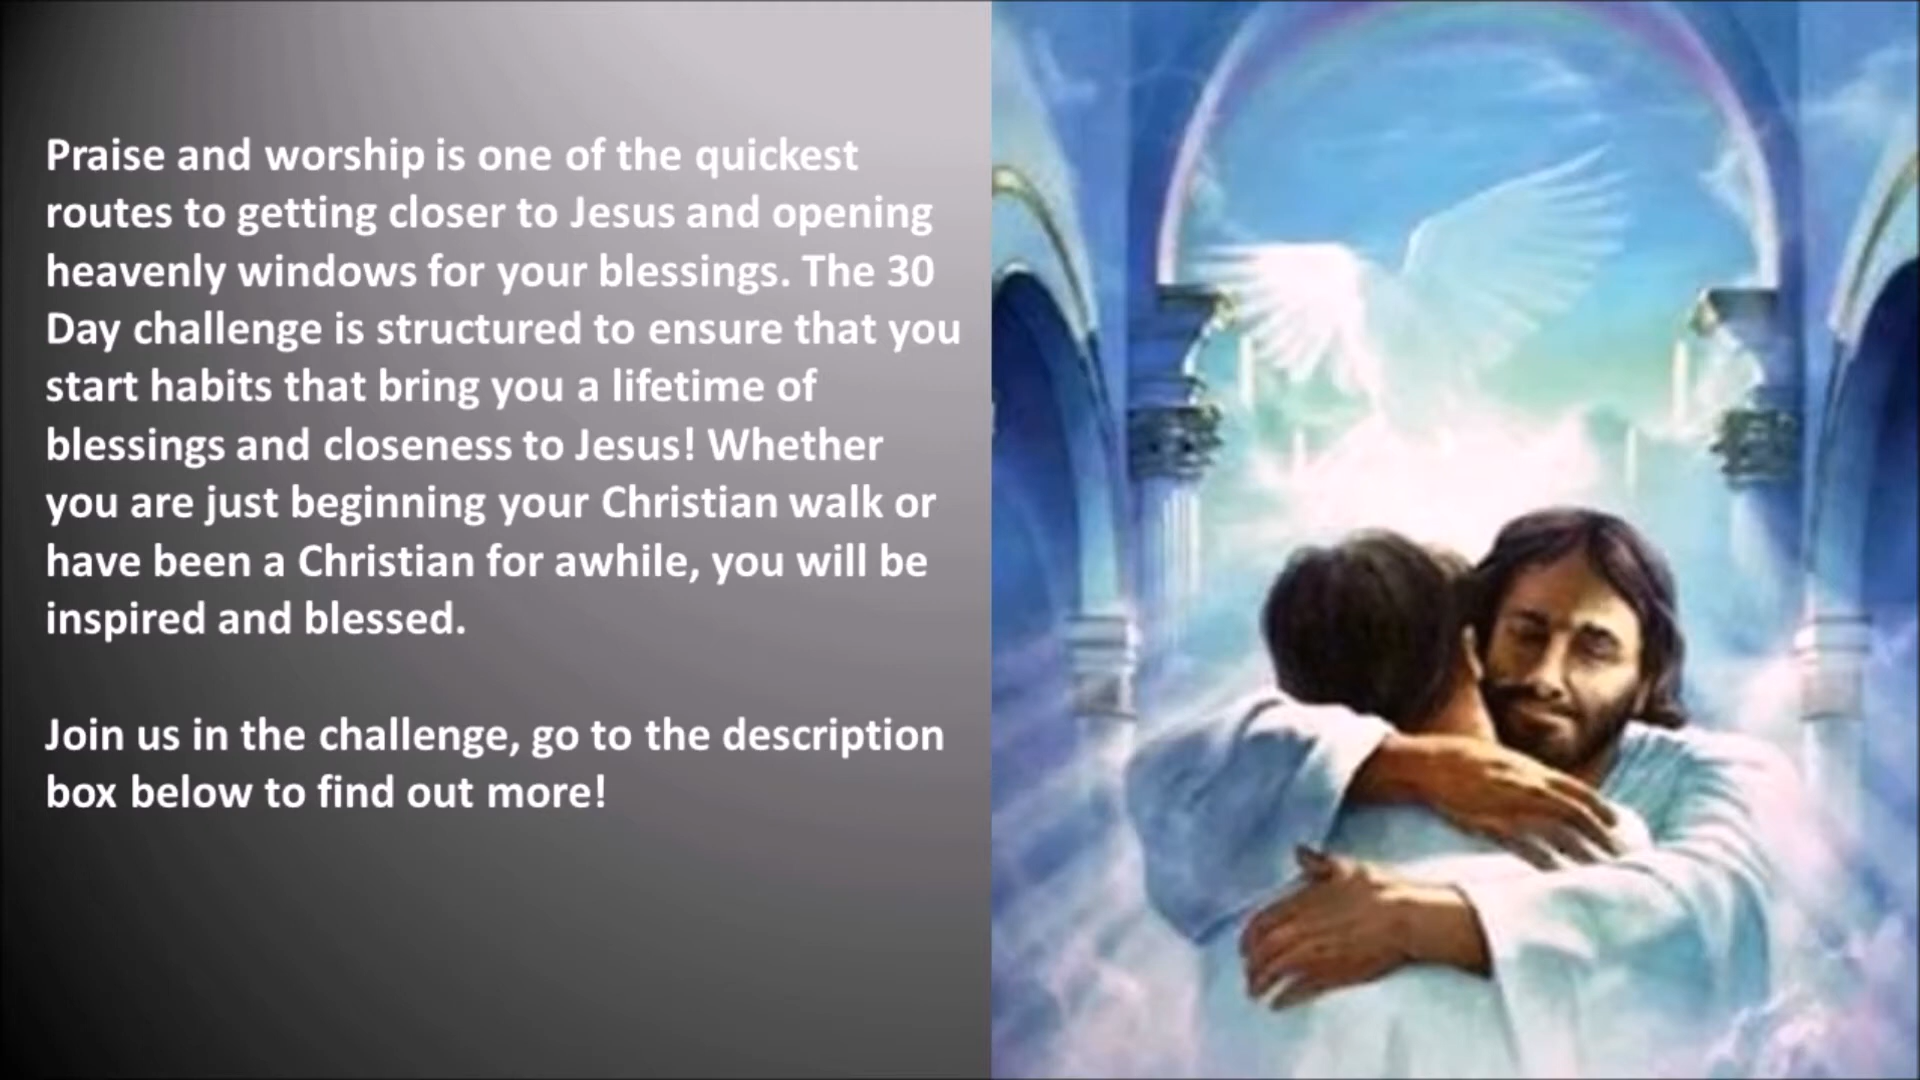 Praise and worship is one of the quickest
routes to getting closer to Jesus and opening
heavenly windows for your blessings. The 30
Day challenge is structured to ensure that you
start habits that bring you a lifetime of
blessings and closeness to Jesus! Whether
you are just beginning your Christian walk or
have been a Christian for awhile, you will be
inspired and blessed.
Join us in the challenge, go to the description
box below to find out more!